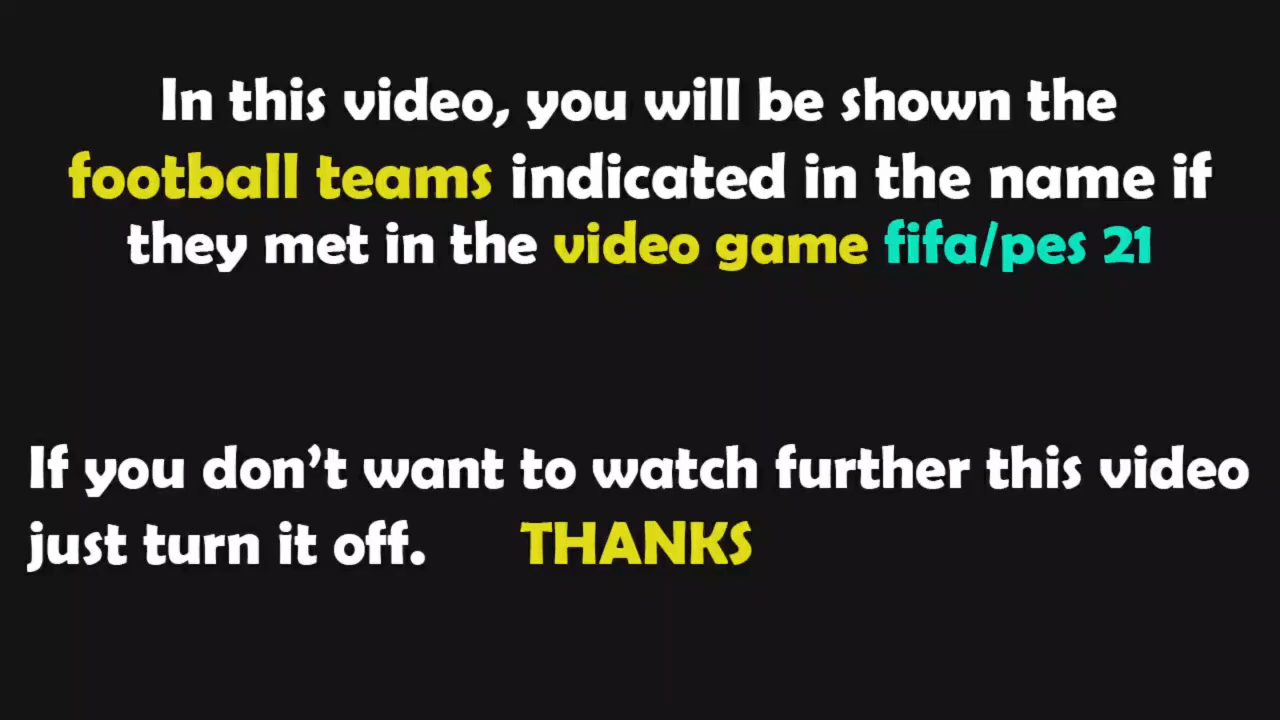 In this video, you will be shown the
football teams indicated in the name if
they met in the video game fifa/pes 21
If you don’t want to watch further this video
just turn it off. THANKS